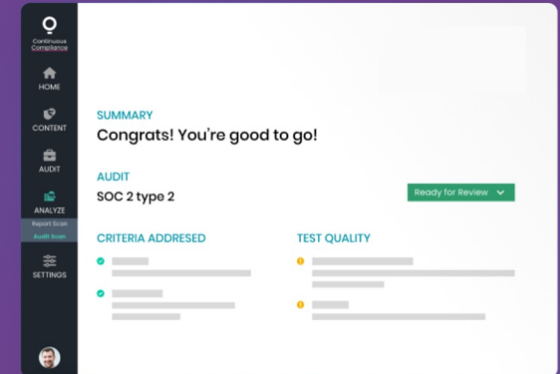 Continuous
Compliance
HOME
CONTENT
AUDIT
ANALYZE
Report Scan
Audit Scan
SETTINGS
SUMMARY
Congrats! You're good to go!
AUDIT
SOC 2 type 2
Ready for Review
CRITERIA ADDRESED
TEST QUALITY